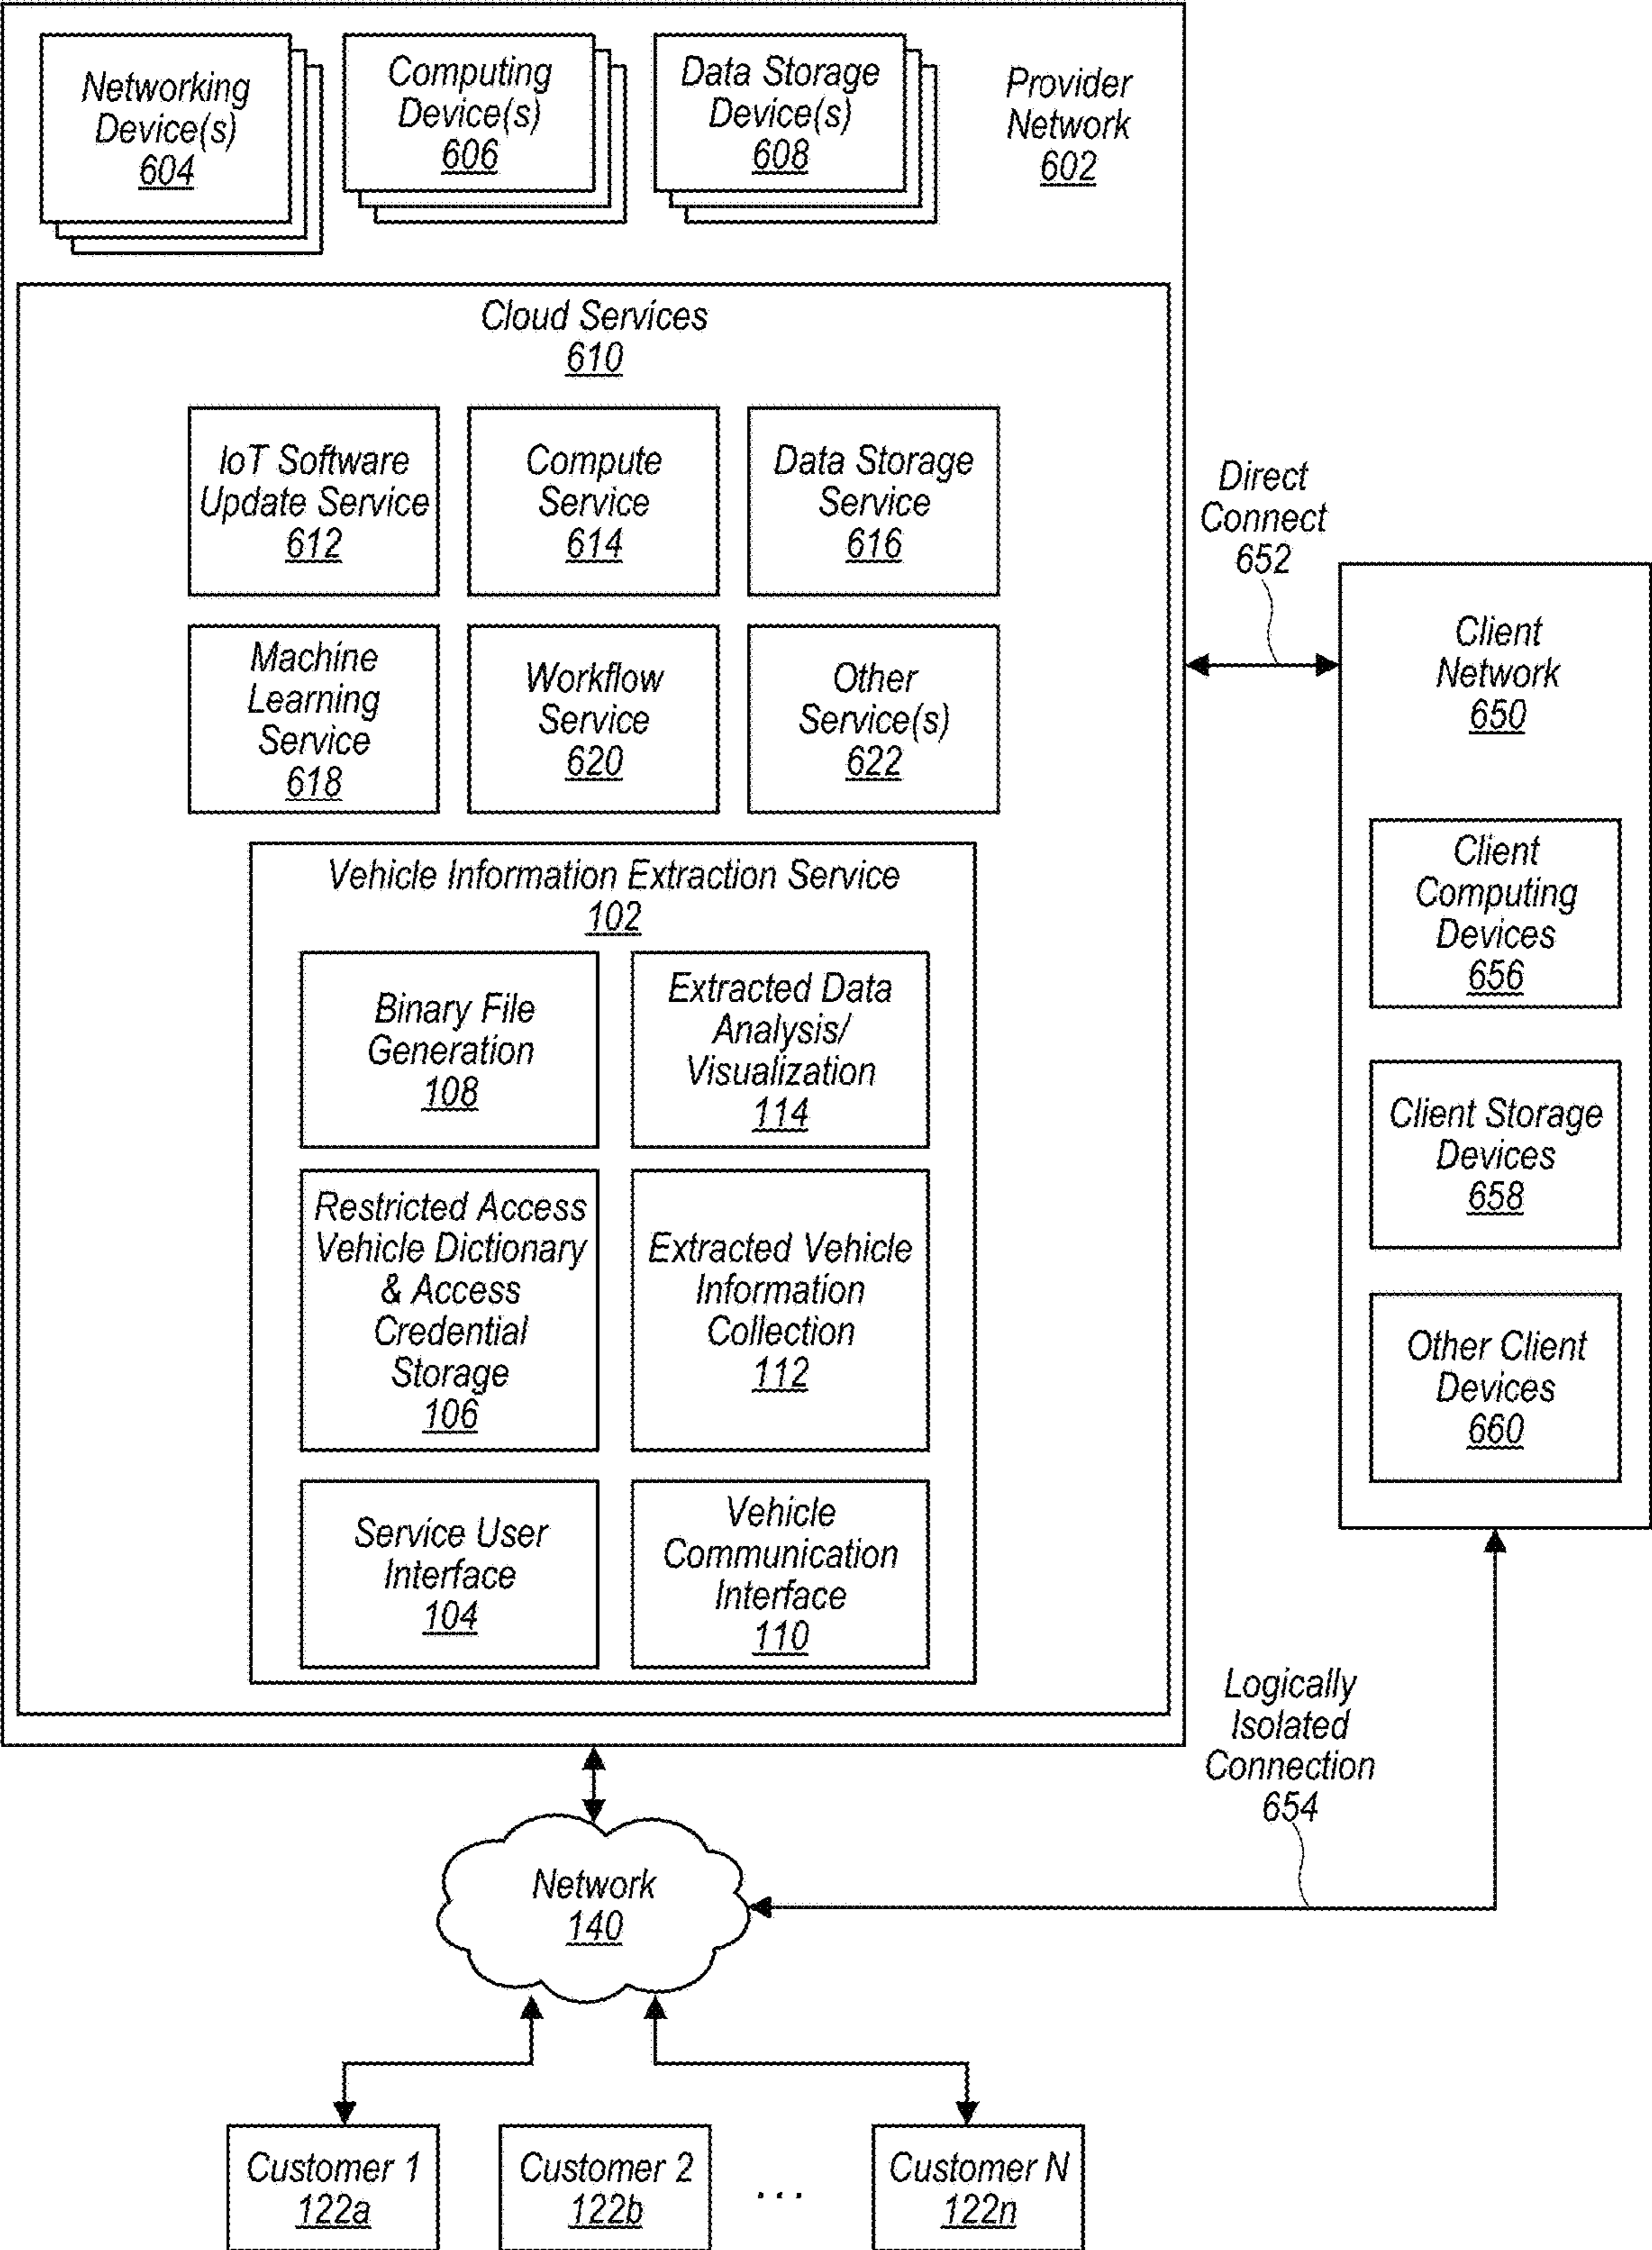 Networking
Device(s)
604
Computing
Device(s)
606
Data Storage
Device(s)
608
Provider
Network
602
Cloud Services
610
IoT Software
Update Service
612
Compute
Service
614
Data Storage
Service
616
Machine
Learning
Service
618
Workflow
Service
620
Other
Service(s)
622
Vehicle Information Extraction Service
102
Binary File
Generation
108
Extracted Data
Analysis/
Visualization
114
Restricted Access
Vehicle Dictionary
& Access
Credential
Storage
106
Extracted Vehicle
Information
Collection
112
Service User
Interface
104
Vehicle
Communication
Interface
110
Direct
Connect
652
Client
Network
650
Client
Computing
Devices
656
Client Storage
Devices
658
Other Client
Devices
660
Logically
Isolated
Connection
654
Network
140
Customer 1
122a
Customer 2
122b
...
Customer N
122n